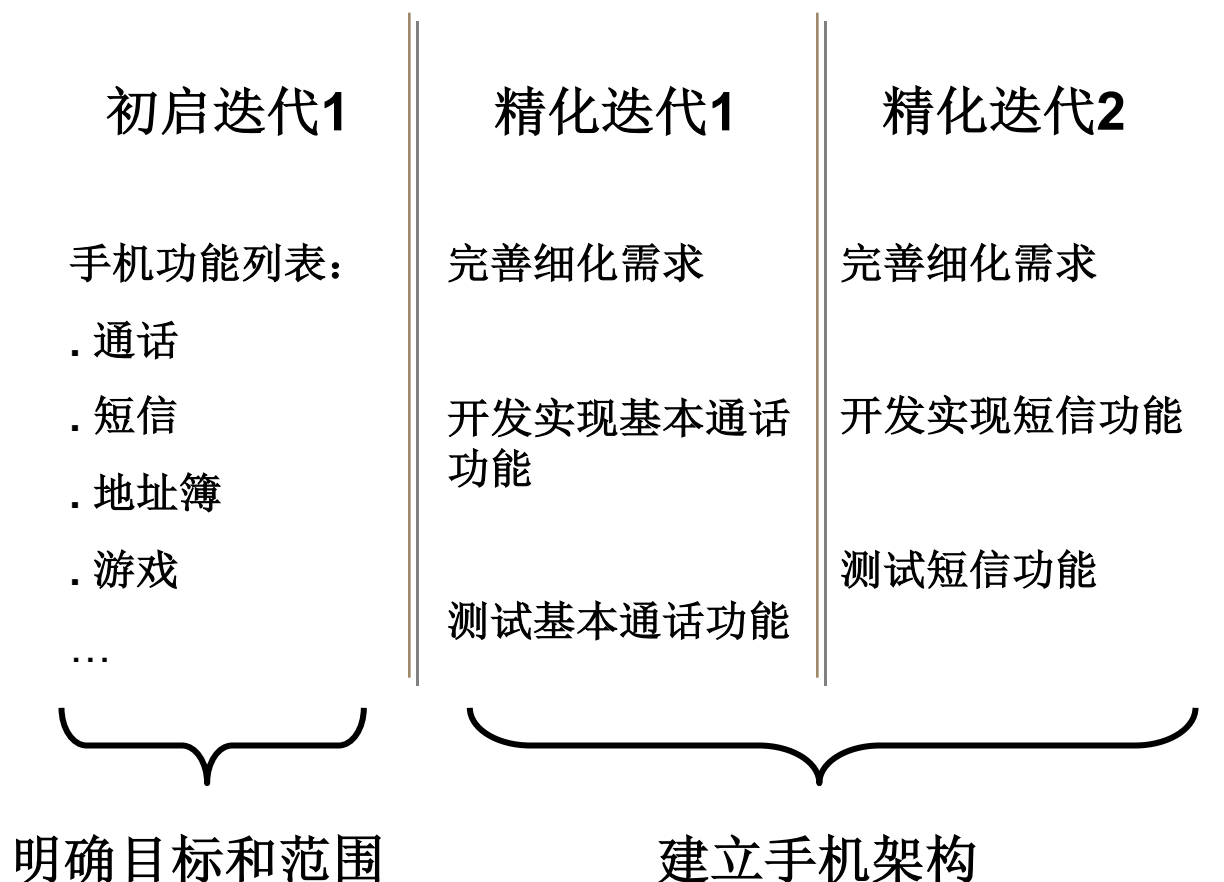 初启迭代1
手机功能列表：
. 通话
. 短信
. 地址簿
. 游戏
…
明确目标和范围
精化迭代1
完善细化需求
开发实现基本通话
功能
测试基本通话功能
精化迭代2
完善细化需求
开发实现短信功能
测试短信功能
建立手机架构